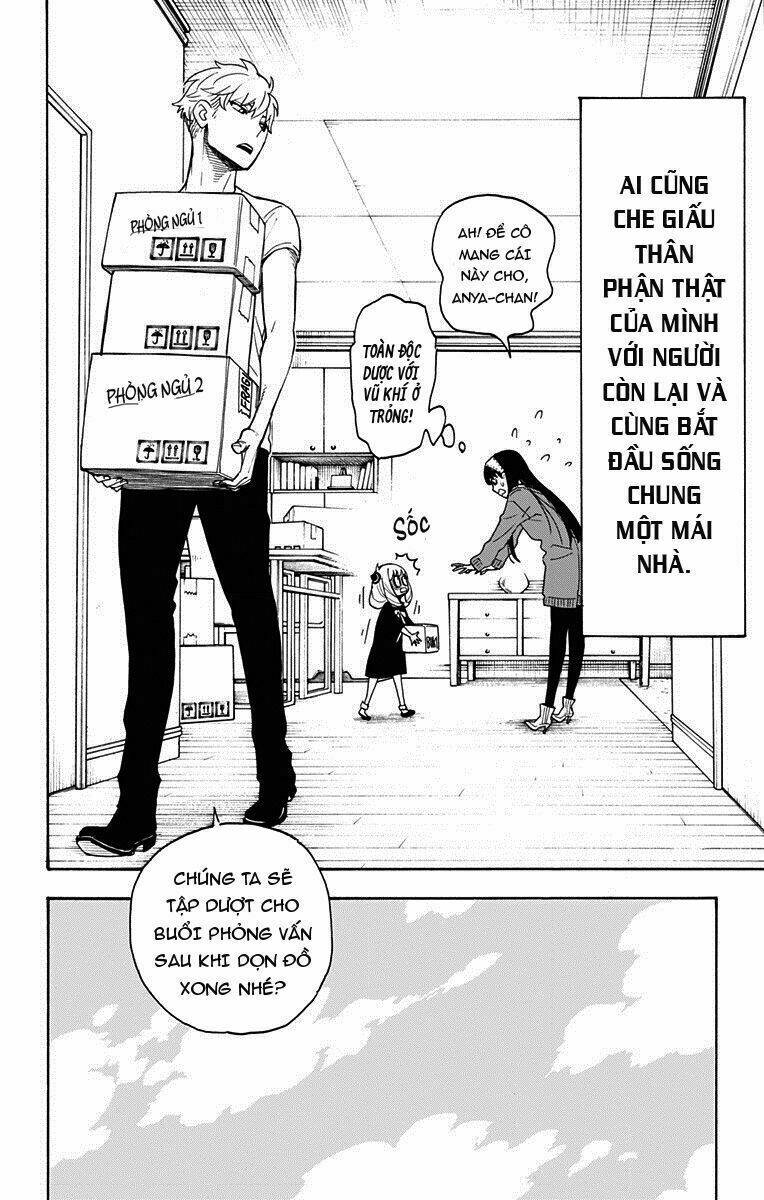 AI CŨNG
CHE GIẤU
THÂN
PHẬN THẬT
CỦA MÌNH
VỚI NGƯỜI
CÒN LẠI VÀ
CÙNG BẮT
ĐẦU SỐNG
CHUNG
MỘT MÁI
NHÀ.
AH! ĐỀ CÔ
MANG CÁI
NÀY CHO,
ANYA-CHAN!
TOÀN ĐỘC
DƯỢC VỚI
VŨ KHÍ Ở
TRỎNG!
SỐC
PHÒNG NGỦ 1
PHÒNG NGỦ 2
FRAGI
CHÚNG TA SẼ
TẬP DƯỢT CHO
BUỔI PHỎNG VẤN
SAU KHI DỌN ĐỒ
XONG NHÉ?